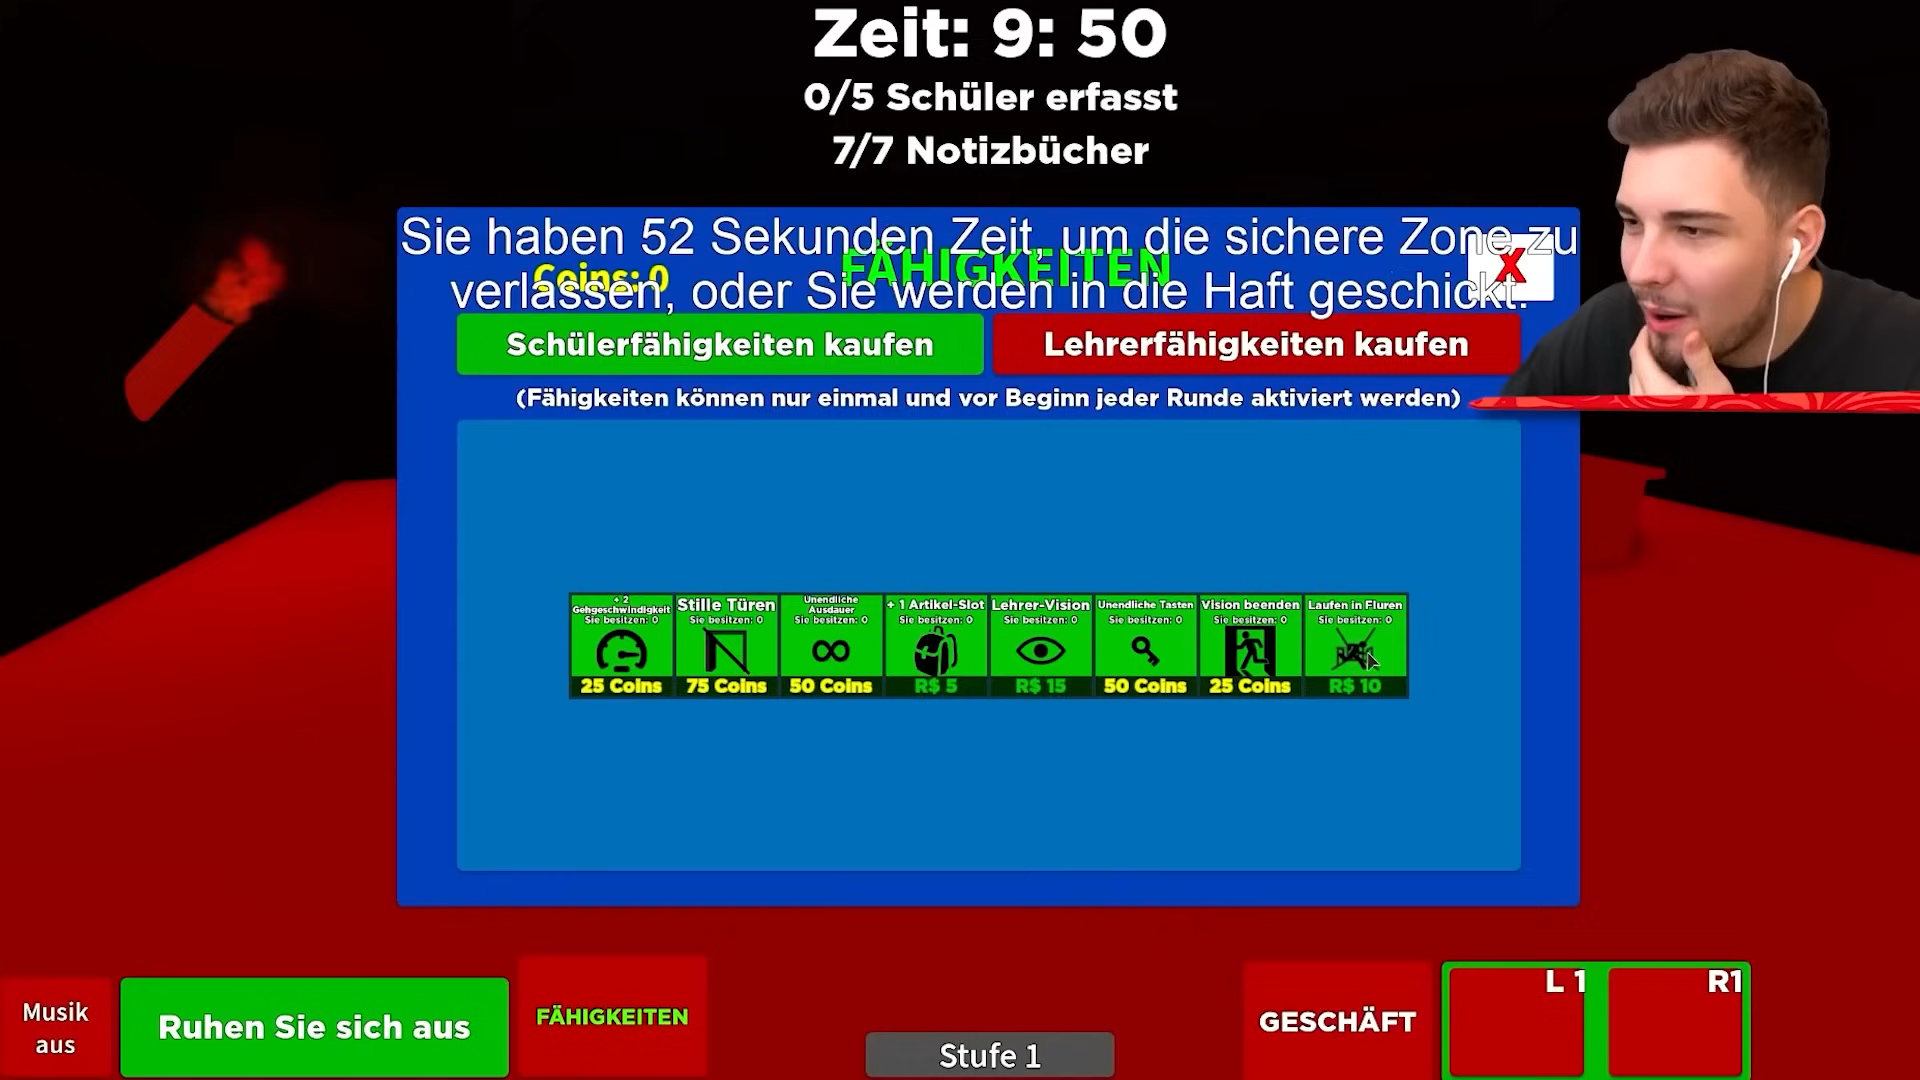 Zeit: 9: 50
0/5 Schüler erfasst
7/7 Notizbücher
Sie haben 52 Sekunden Zeit, um die sichere Zone zu
verlassen, oder Sie werden in die Haft geschickt.
Coins: 0
FÄHIGKEITEN
X
Schülerfähigkeiten kaufen
Lehrerfähigkeiten kaufen
(Fähigkeiten können nur einmal und vor Beginn jeder Runde aktiviert werden)
+ 2
Gehgeschwindigkeit
Sie besitzen: 0
25 Coins
Stille Türen
Sie besitzen: 0
75 Coins
Unendliche
Ausdauer
Sie besitzen: 0
50 Coins
+ 1 Artikel-Slot
Sie besitzen: 0
R$ 5
Lehrer-Vision
Sie besitzen: 0
R$ 15
Unendliche Tasten
Sie besitzen: 0
50 Coins
Vision beenden
Sie besitzen: 0
25 Coins
Laufen in Fluren
Sie besitzen: 0
R$ 10
Musik
aus
Ruhen Sie sich aus
FÄHIGKEITEN
Stufe 1
GESCHÄFT
L 1
R1